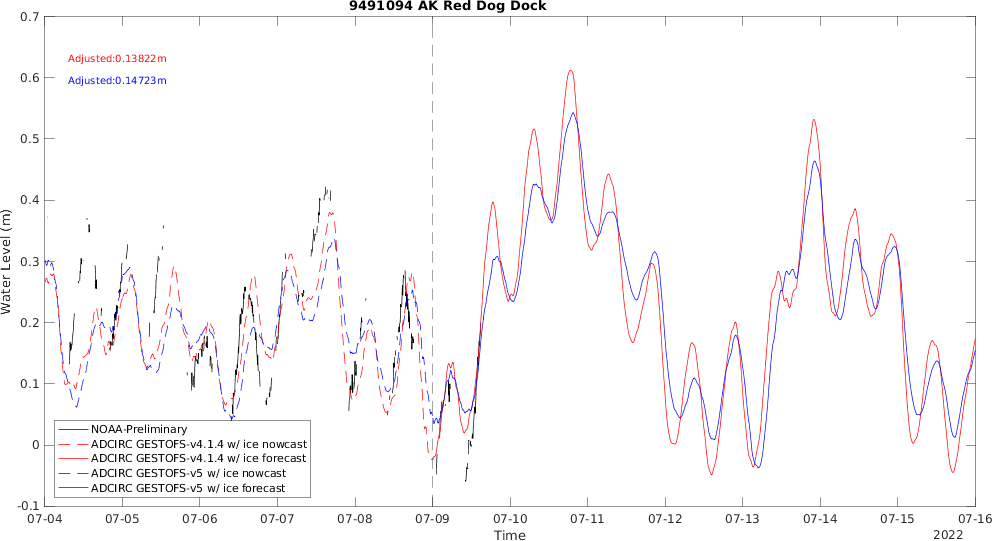 9491094 AK Red Dog Dock
0.7
0.6
0.5
0.4
0.3
0.2
0.1
0
-0.1
Water Level (m)
Adjusted:0.13822m
Adjusted:0.14723m
NOAA-Preliminary
ADCIRC GESTOFS-v4.1.4 w/ ice nowcast
ADCIRC GESTOFS-v4.1.4 w/ ice forecast
ADCIRC GESTOFS-v5 w/ ice nowcast
ADCIRC GESTOFS-v5 w/ ice forecast
07-04 07-05 07-06 07-07 07-08 07-09 07-10 07-11 07-12 07-13 07-14 07-15 07-16
Time
2022